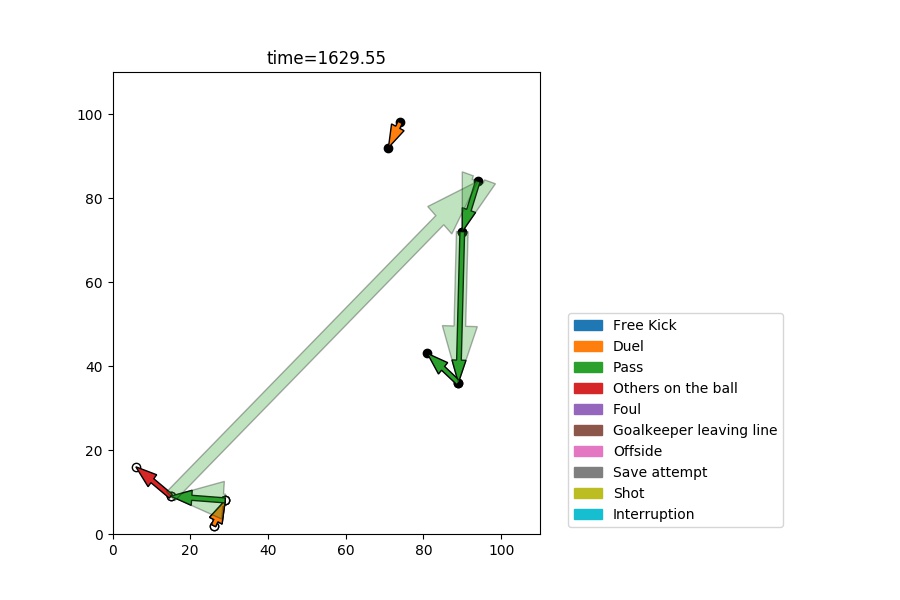 time=1629.55
100
80
60
40
20
0
0 20 40 60 80 100
Free Kick
Duel
Pass
Others on the ball
Foul
Goalkeeper leaving line
Offside
Save attempt
Shot
Interruption